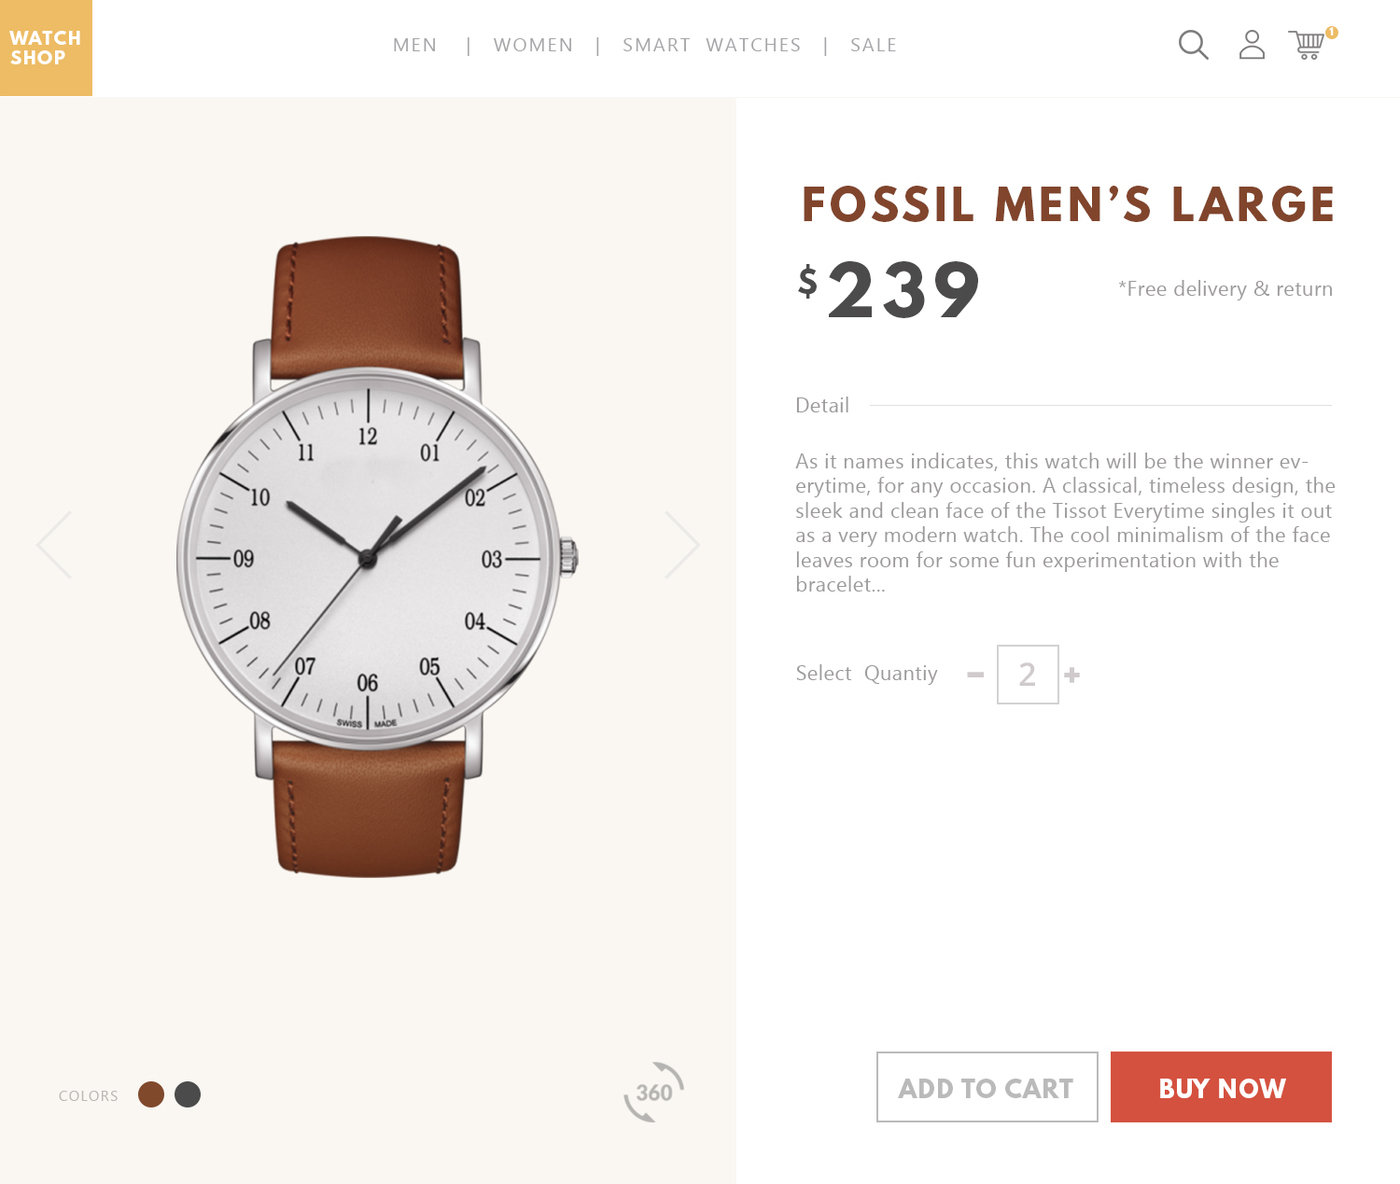 WATCH
SHOP
MEN | WOMEN | SMART WATCHES | SALE
1
FOSSIL MEN’S LARGE
$239
*Free delivery & return
Detail
As it names indicates, this watch will be the winner ev-
erytime, for any occasion. A classical, timeless design, the
sleek and clean face of the Tissot Everytime singles it out
as a very modern watch. The cool minimalism of the face
leaves room for some fun experimentation with the
bracelet...
Select Quantiy - 2 +
12
01
02
03
04
05
06
07
08
09
10
11
SWISS MADE
COLORS
360
ADD TO CART
BUY NOW